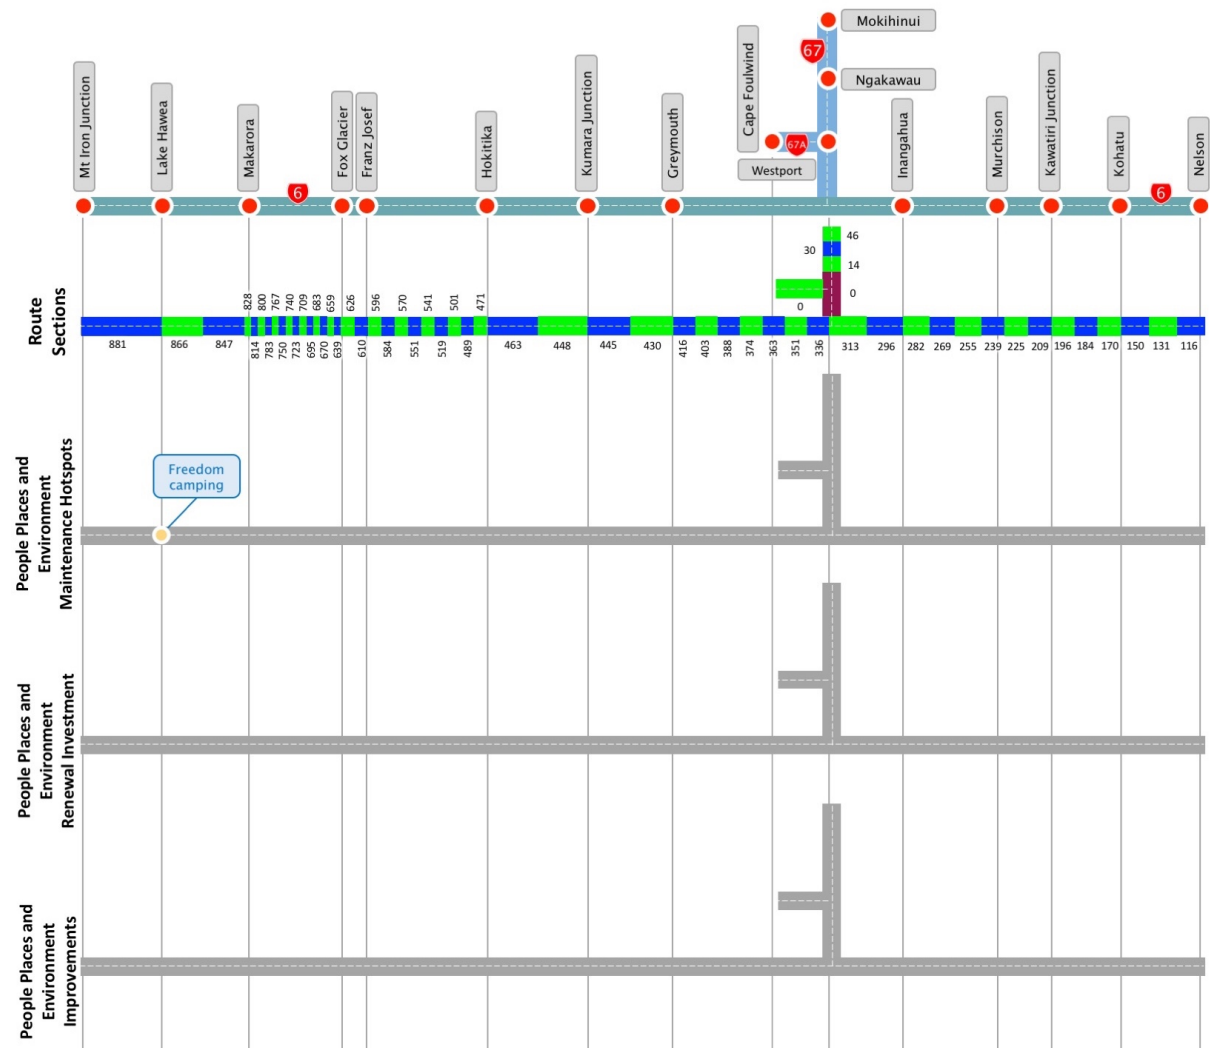 Mokihinui
67
Ngakawau
Cape Foulwind
67A
Westport
Mt Iron Junction
Lake Hawea
Makarora
6
Fox Glacier
Franz Josef
Hokitika
Kumara Junction
Greymouth
Inangahua
Murchison
Kawatiri Junction
Kohatu
6
Nelson
46
30
14
0
0
Route
Sections
828 800 767 740 709 683 659 626 596 570 541 501 471
881 866 847 814 783 750 723 695 670 639 610 584 551 519 489 463 448 445 430 416 403 388 374 363 351 336 313 296 282 269 255 239 225 209 196 184 170 150 131 116
People Places and
Environment
Maintenance Hotspots
Freedom
camping
People Places and
Environment
Renewal Investment
People Places and
Environment
Improvements